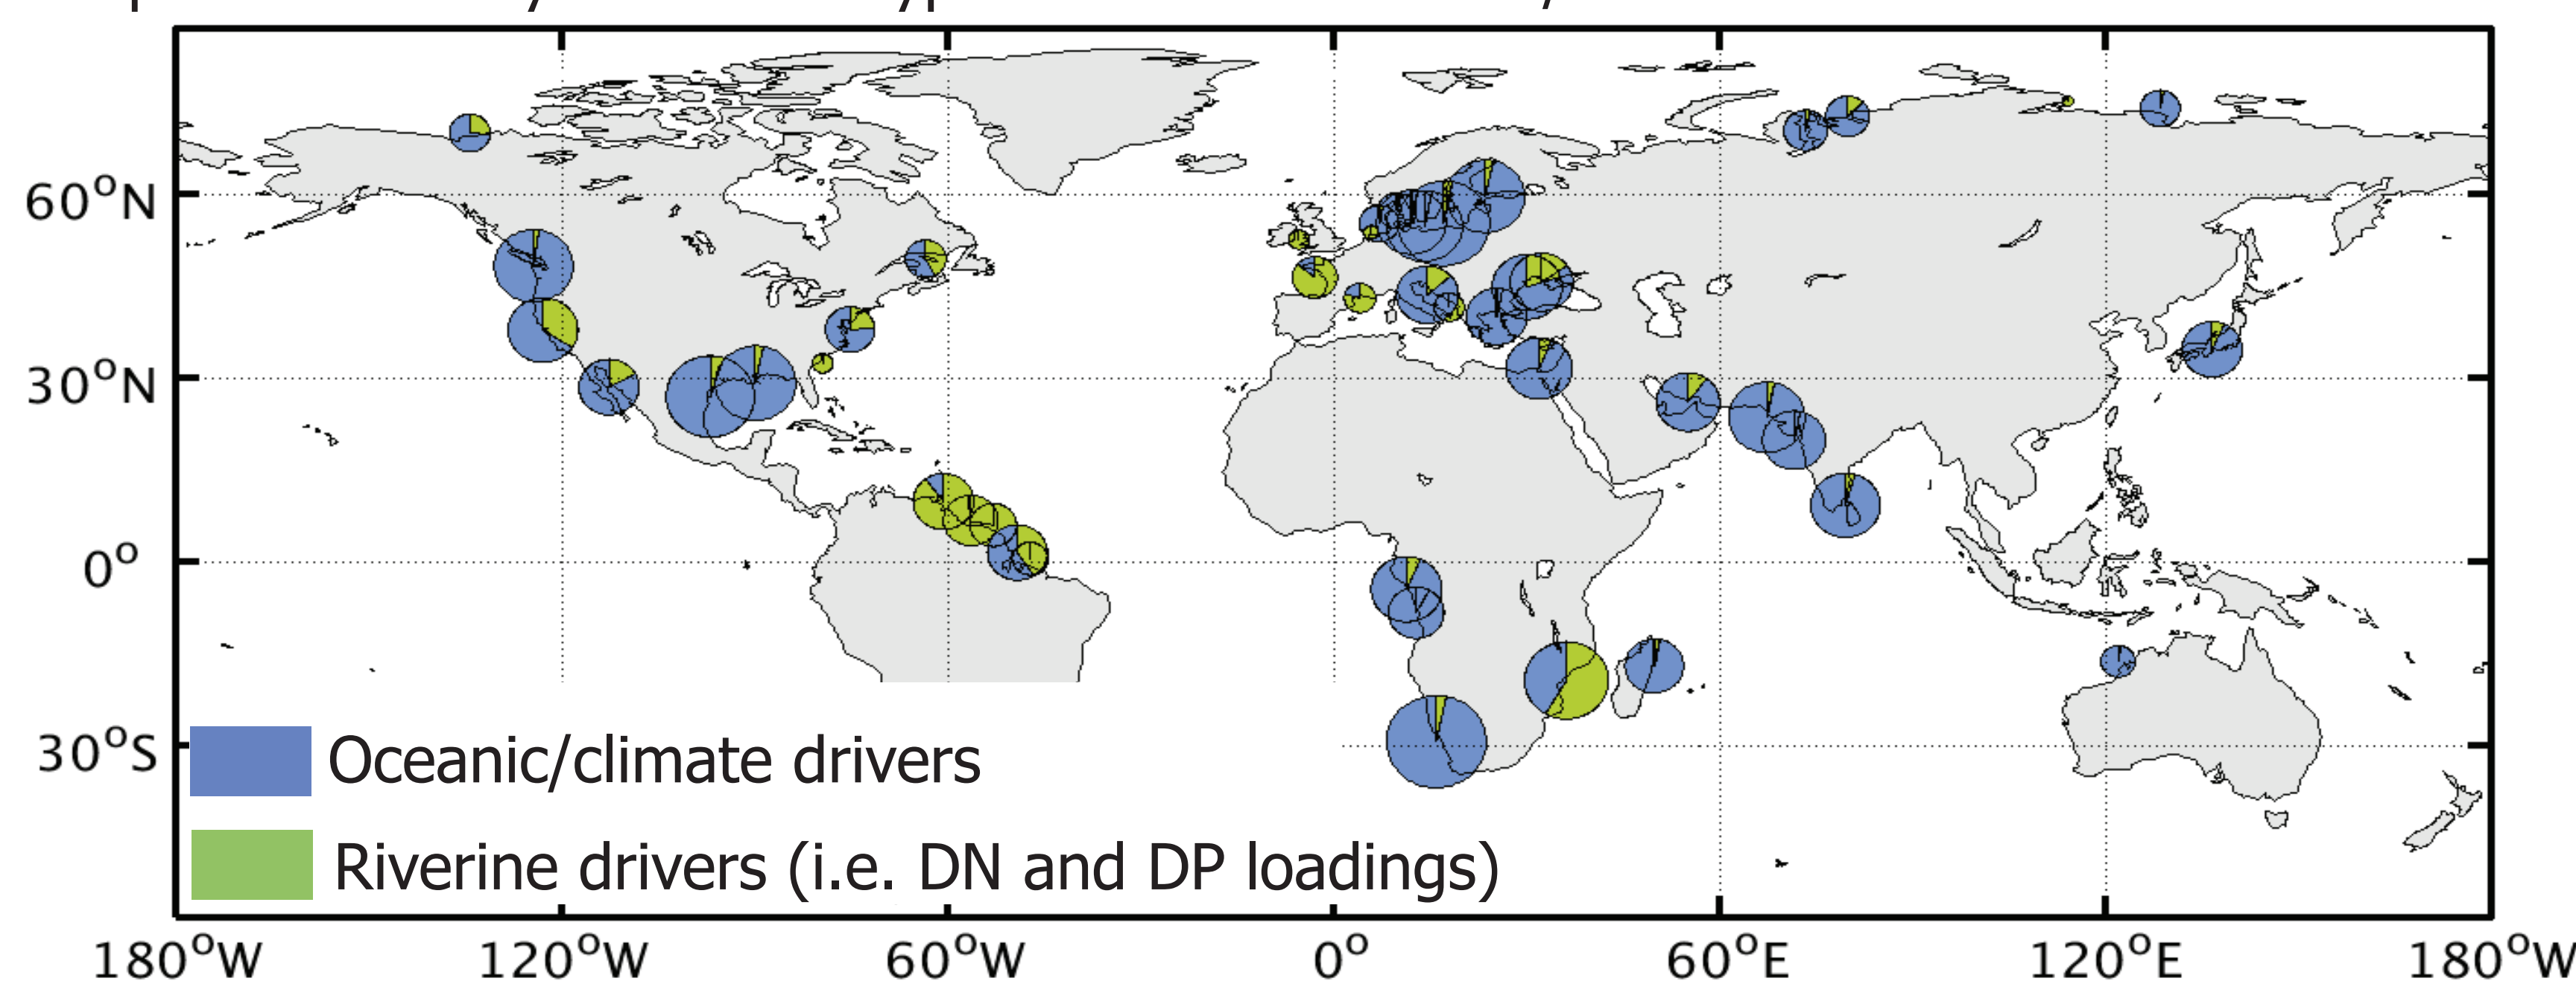 60°N
30°N
0°
30°S
Oceanic/climate drivers
Riverine drivers (i.e. DN and DP loadings)
180°W 120°W 60°W 0° 60°E 120°E 180°W